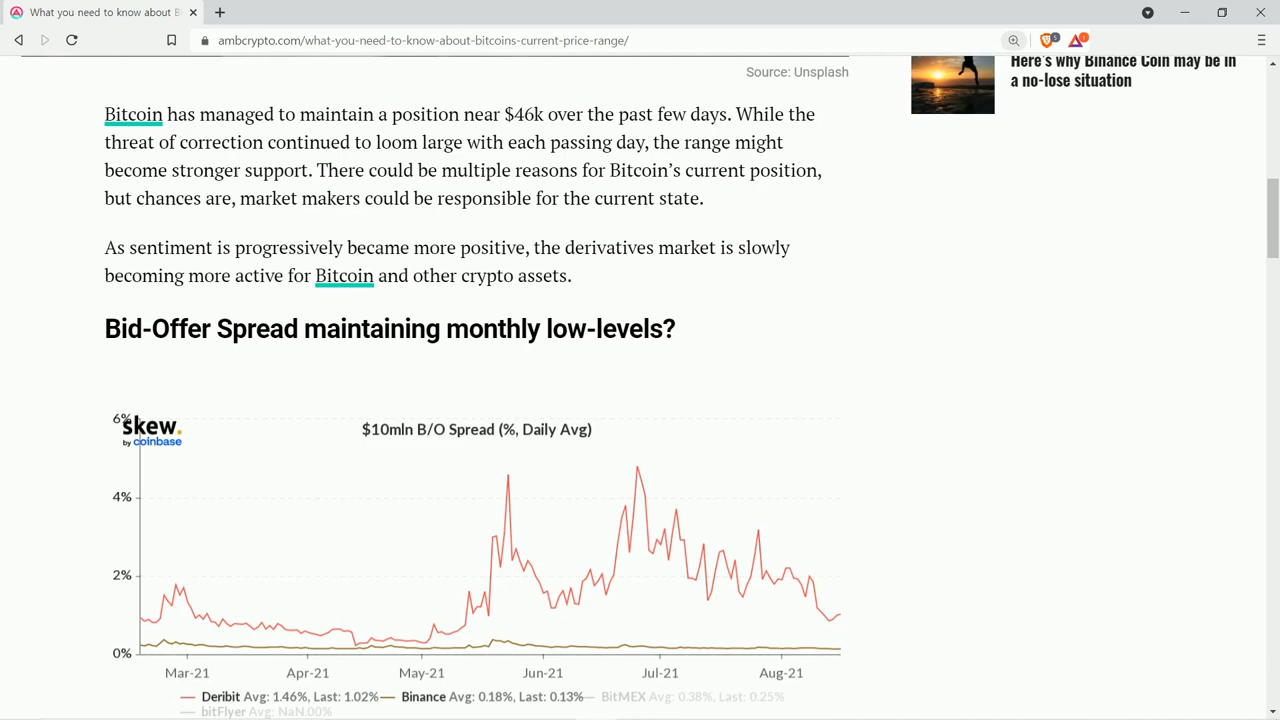 What you need to know about B
ambcrypto.com/what-you-need-to-know-about-bitcoins-current-price-range/
5
1
Here's why Binance Coin may be in
a no-lose situation
Source: Unsplash
Bitcoin has managed to maintain a position near $46k over the past few days. While the
threat of correction continued to loom large with each passing day, the range might
become stronger support. There could be multiple reasons for Bitcoin's current position,
but chances are, market makers could be responsible for the current state.
As sentiment is progressively became more positive, the derivatives market is slowly
becoming more active for Bitcoin and other crypto assets.
Bid-Offer Spread maintaining monthly low-levels?
6%
skew.
by coinbase
$10mln B/O Spread (%, Daily Avg)
4%
2%
0%
Mar-21 Apr-21 May-21 Jun-21 Jul-21 Aug-21
Deribit Avg: 1.46%, Last: 1.02% Binance Avg: 0.18%, Last: 0.13% BitMEX Avg: 0.38%, Last: 0.25%
bitFlyer Avg: NaN.00%